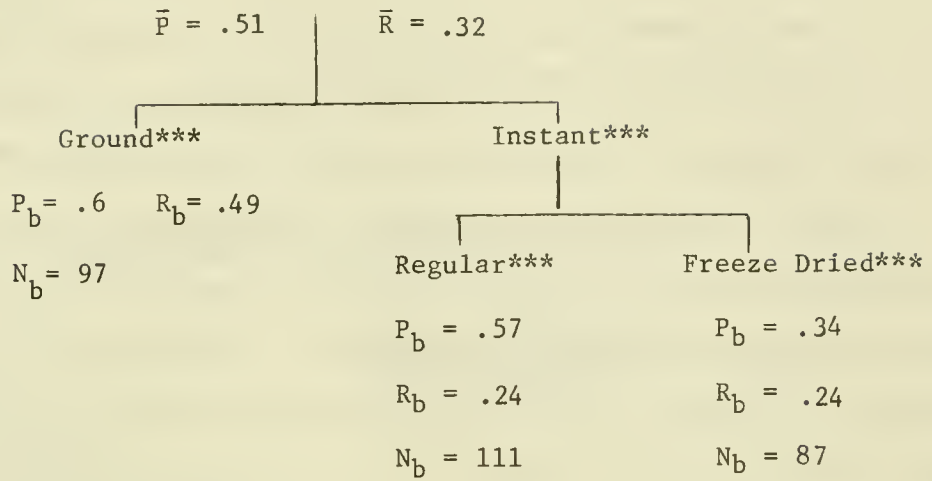 P̄ = .51 R̄ = .32
Ground*** Instant***
P_b= .6 R_b= .49
N_b= 97
Regular*** Freeze Dried***
P_b = .57 P_b = .34
R_b = .24 R_b = .24
N_b = 111 N_b = 87